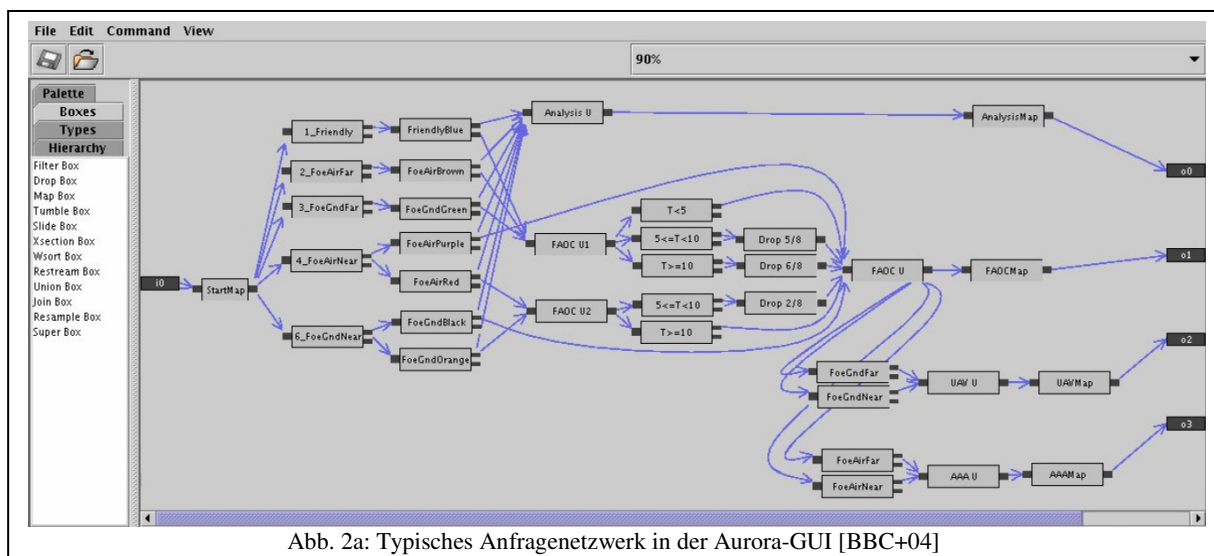 File Edit Command View
90%
Palette
Boxes
Types
Hierarchy
Filter Box
Drop Box
Map Box
Tumble Box
Slide Box
Xsection Box
Wsort Box
Restream Box
Union Box
Join Box
Resample Box
Super Box
i0
StartMap
1_Friendly
2_FoeAirFar
3_FoeGndFar
4_FoeAirNear
6_FoeGndNear
FriendlyBlue
FoeAirBrown
FoeGndGreen
FoeAirPurple
FoeAirRed
FoeGndBlack
FoeGndOrange
Analysis U
FAOC U1
FAOC U2
T<5
5<=T<10
T>=10
5<=T<10
T>=10
Drop 5/8
Drop 6/8
Drop 2/8
FAOC U
FAOCMap
AnalysisMap
FoeGndFar
FoeGndNear
UAV U
UAVMap
FoeAirFar
FoeAirNear
AAA U
AAAMap
o0
o1
o2
o3
Abb. 2a: Typisches Anfragenetzwerk in der Aurora-GUI [BBC+04]